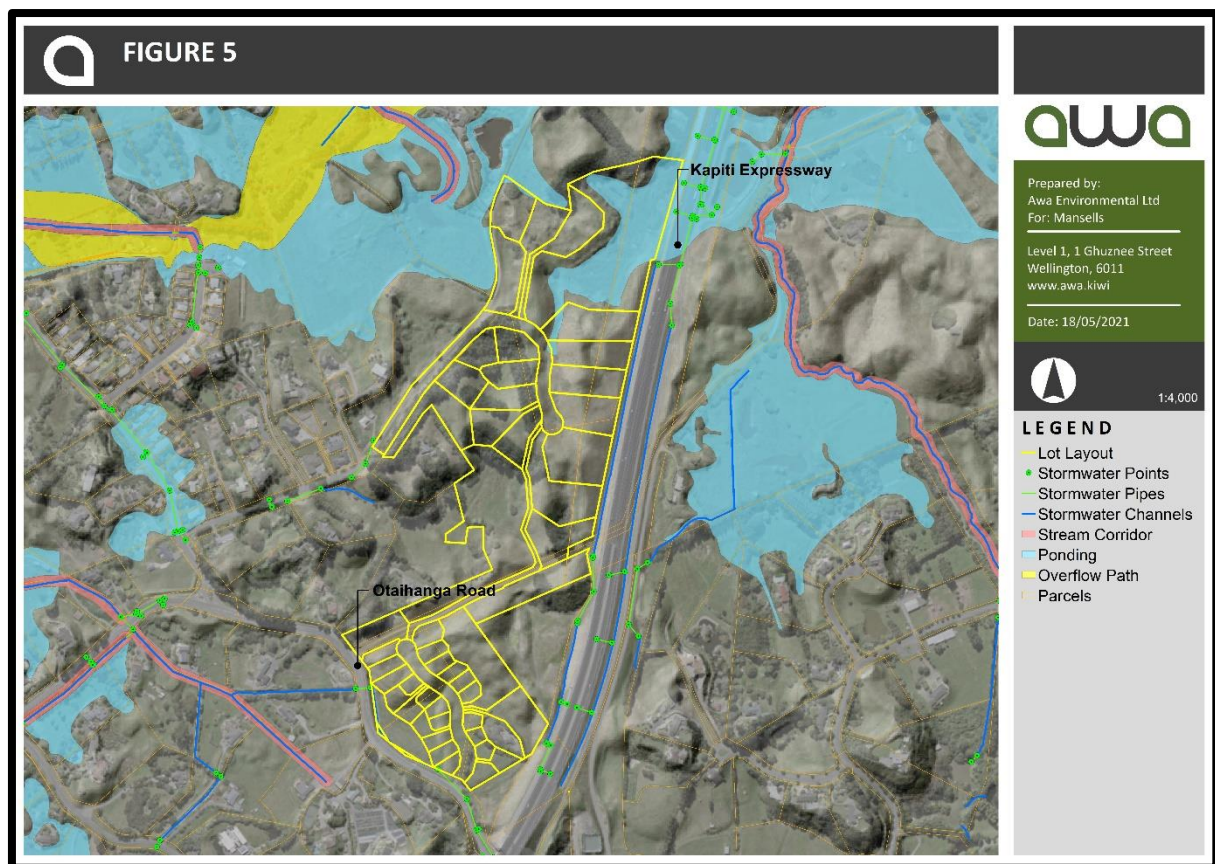 FIGURE 5
Kapiti Expressway
Otaihanga Road
awa
Prepared by:
Awa Environmental Ltd
For: Mansells
Level 1, 1 Ghuznee Street
Wellington, 6011
www.awa.kiwi
Date: 18/05/2021
1:4,000
LEGEND
Lot Layout
Stormwater Points
Stormwater Pipes
Stormwater Channels
Stream Corridor
Ponding
Overflow Path
Parcels